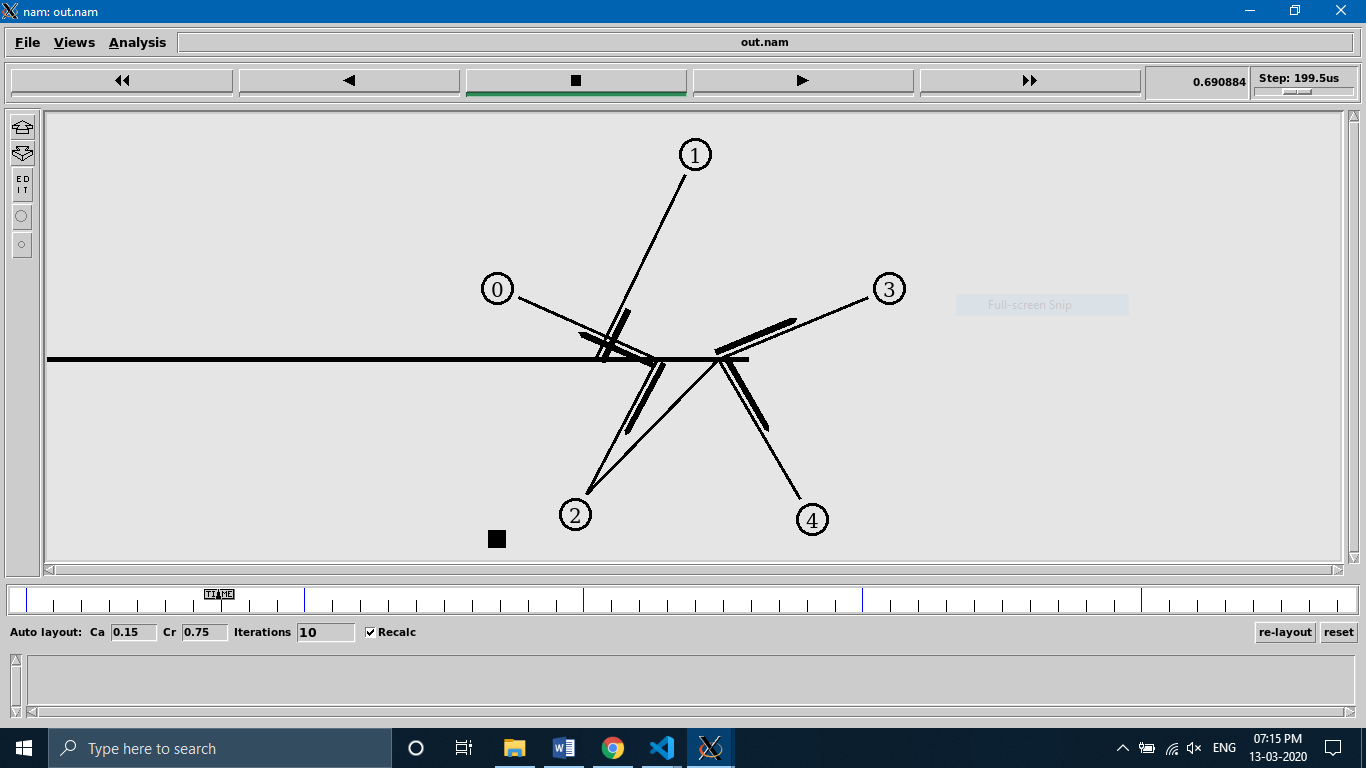 nam: out.nam
File Views Analysis out.nam
0.690884 Step: 199.5us
ED
IT
1
0
3
Full-screen Snip
2
4
TIME
Auto layout: Ca 0.15 Cr 0.75 Iterations 10 Recalc re-layout reset
Type here to search
ENG
07:15 PM
13-03-2020